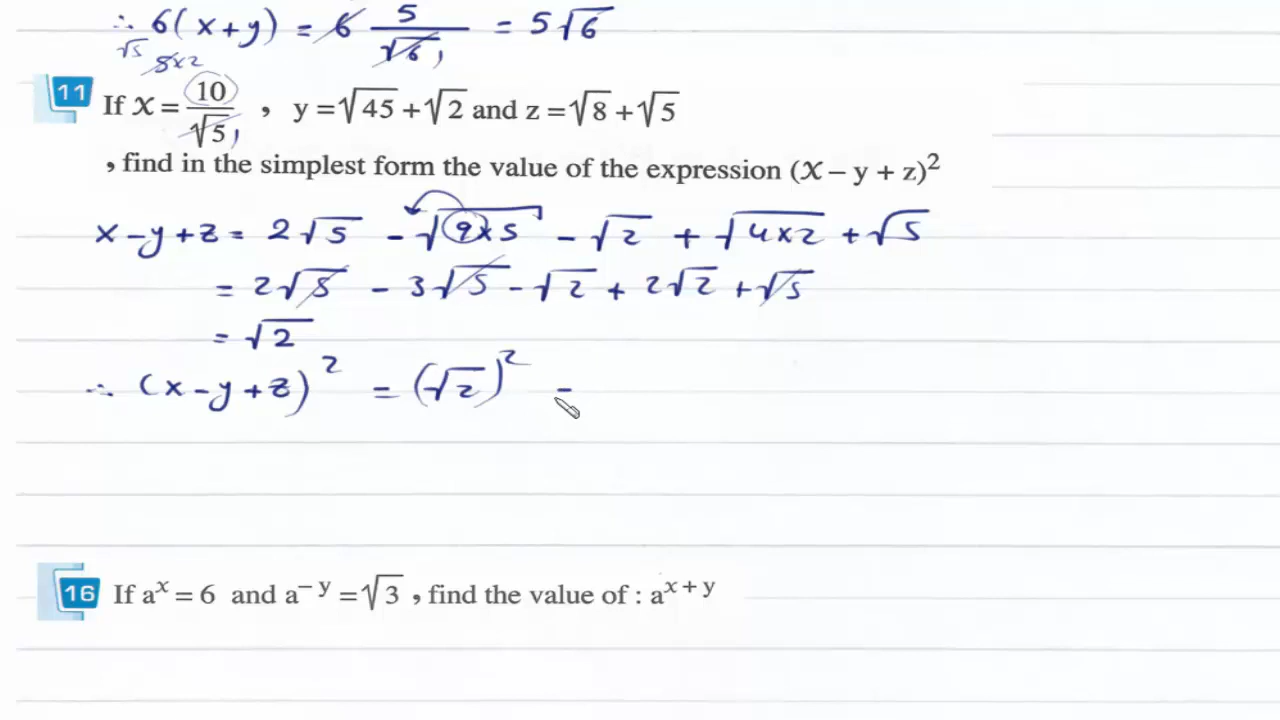 ∴ 6(x+y) = 6 5/√6 = 5√6
√5 5×2
11 If x = 10/√5 , y = √45 + √2 and z = √8 + √5
, find in the simplest form the value of the expression (x – y + z)²
x - y + z = 2√5 - √(9×5) - √2 + √(4×2) + √5
= 2√5 - 3√5 - √2 + 2√2 + √5
= √2
∴ (x - y + z)² = (√2)² =
16 If aˣ = 6 and a⁻ʸ = √3 , find the value of : aˣ⁺ʸ